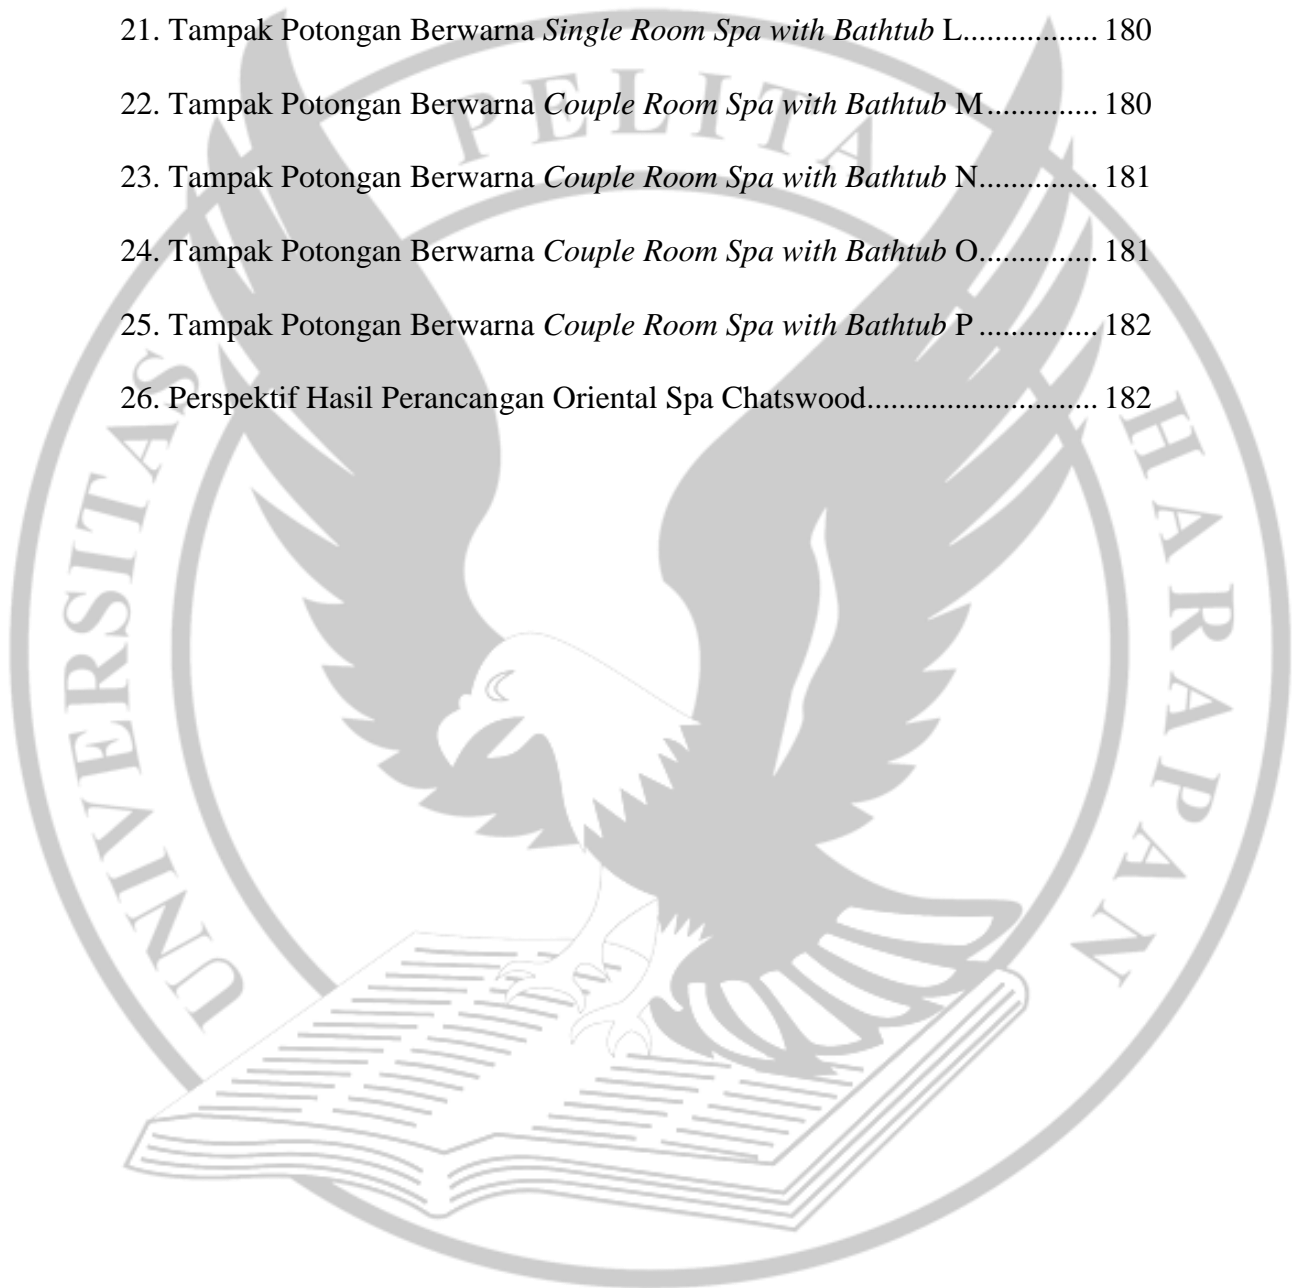 21. Tampak Potongan Berwarna Single Room Spa with Bathtub L................. 180
22. Tampak Potongan Berwarna Couple Room Spa with Bathtub M.............. 180
23. Tampak Potongan Berwarna Couple Room Spa with Bathtub N............... 181
24. Tampak Potongan Berwarna Couple Room Spa with Bathtub O............... 181
25. Tampak Potongan Berwarna Couple Room Spa with Bathtub P ............... 182
26. Perspektif Hasil Perancangan Oriental Spa Chatswood............................. 182
UNIVERSITAS PELITA HARAPAN